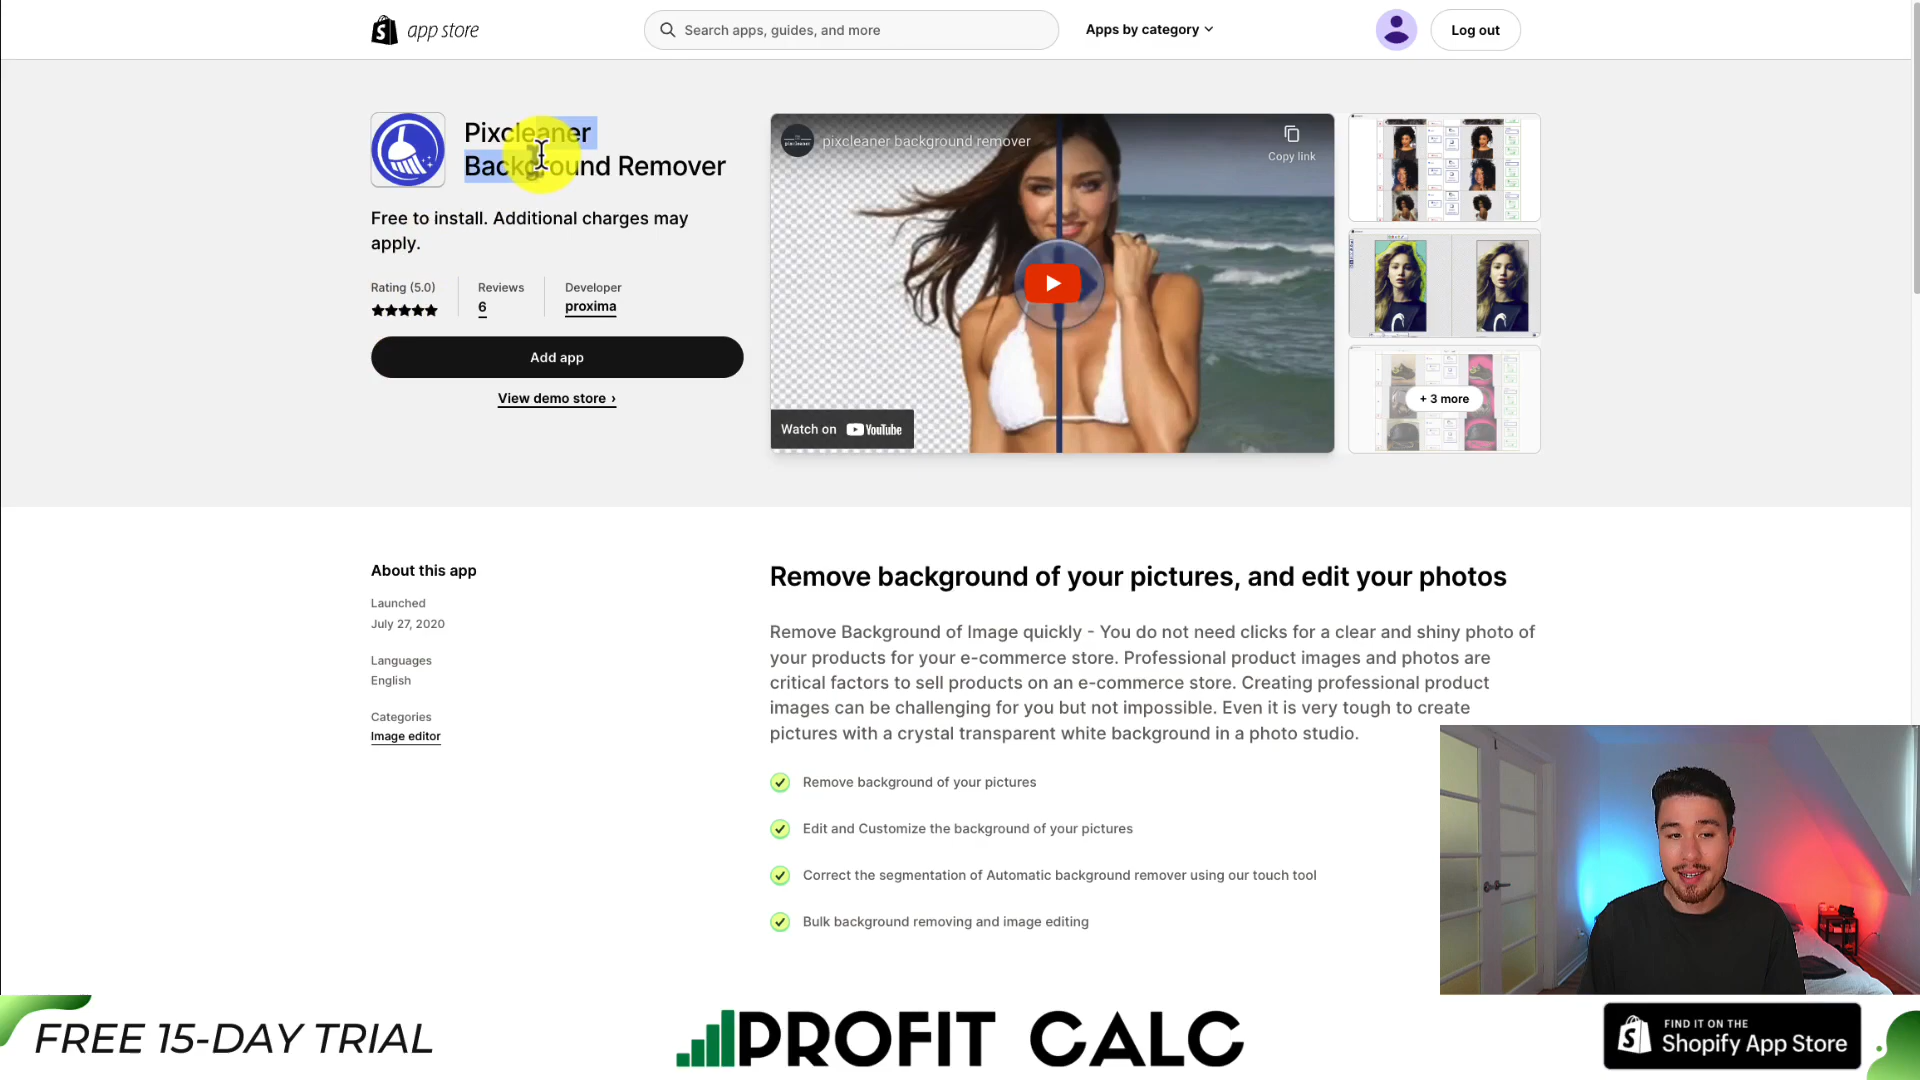 app store
Search apps, guides, and more
Apps by category
Log out
Pixcleaner
Background Remover
Free to install. Additional charges may
apply.
Rating (5.0)
Reviews
6
Developer
proxima
Add app
View demo store ›
pixcleaner background remover
Copy link
Watch on YouTube
+ 3 more
About this app
Launched
July 27, 2020
Languages
English
Categories
Image editor
Remove background of your pictures, and edit your photos
Remove Background of Image quickly - You do not need clicks for a clear and shiny photo of
your products for your e-commerce store. Professional product images and photos are
critical factors to sell products on an e-commerce store. Creating professional product
images can be challenging for you but not impossible. Even it is very tough to create
pictures with a crystal transparent white background in a photo studio.
Remove background of your pictures
Edit and Customize the background of your pictures
Correct the segmentation of Automatic background remover using our touch tool
Bulk background removing and image editing
FREE 15-DAY TRIAL
PROFIT CALC
FIND IT ON THE
Shopify App Store